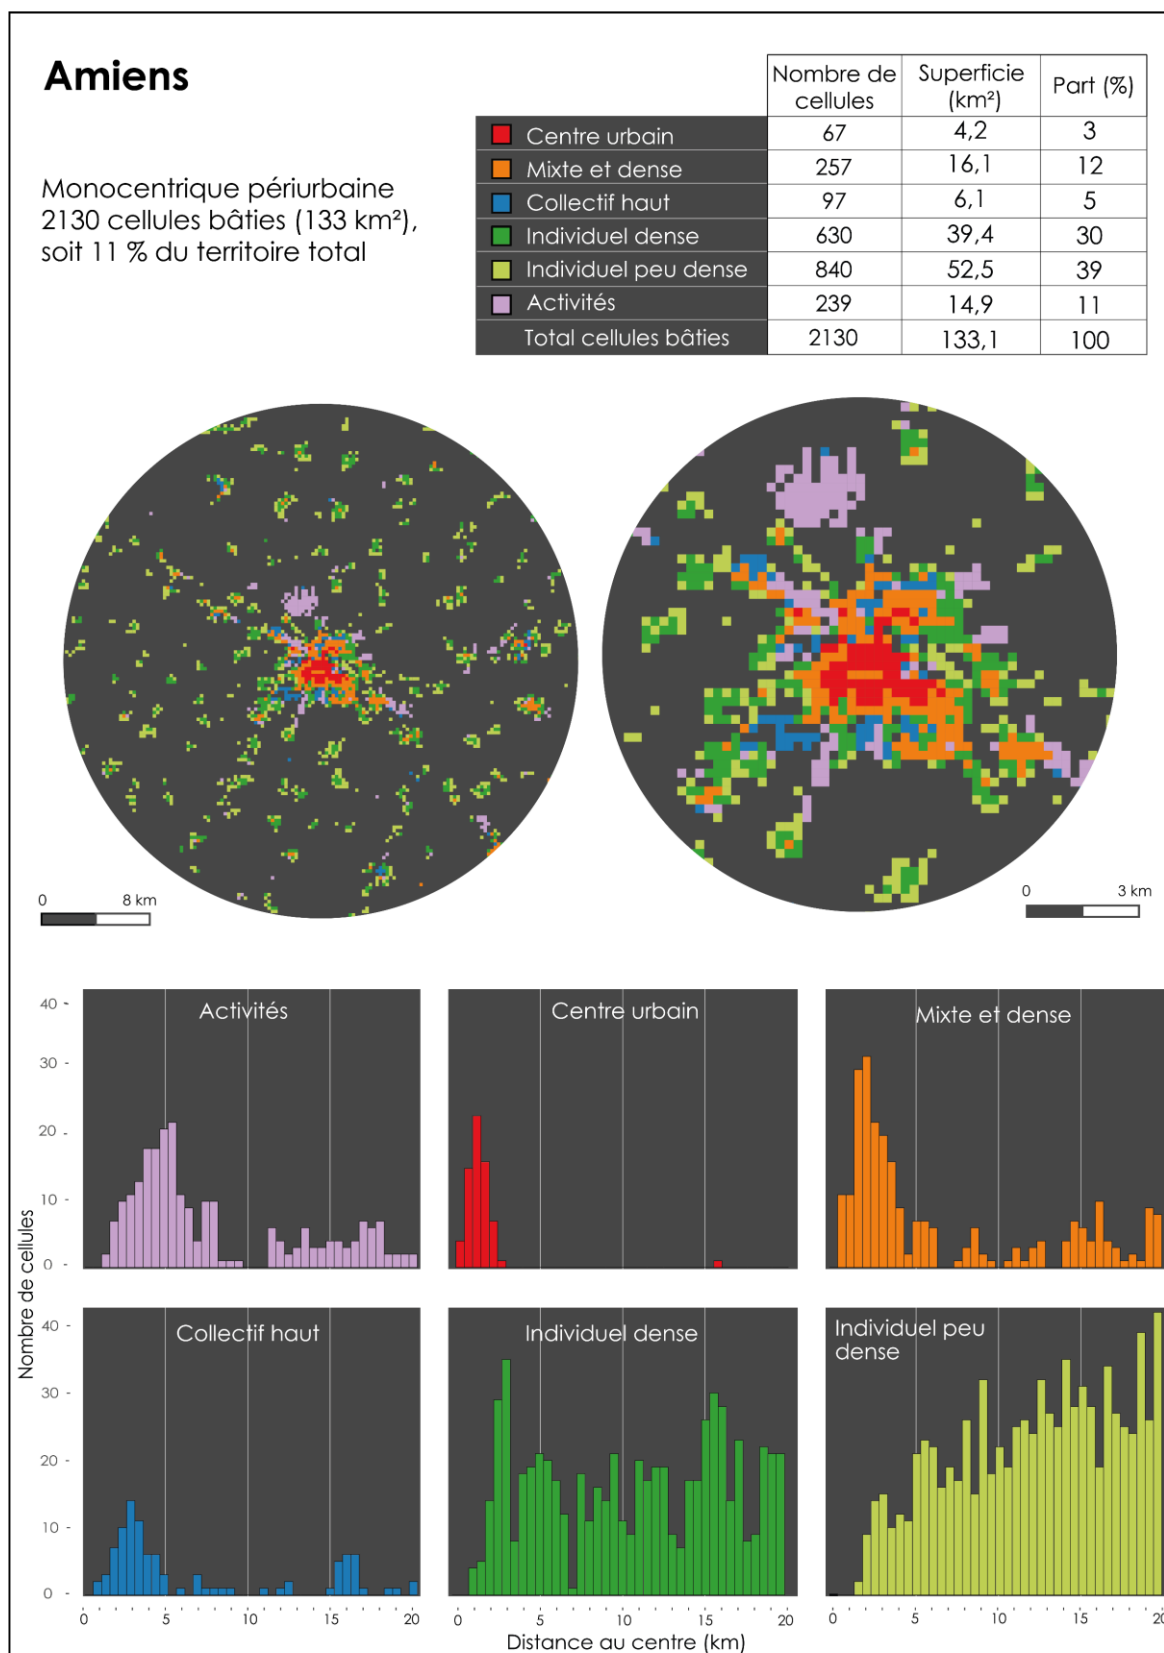 Amiens
Monocentrique périurbaine
2130 cellules bâties (133 km²),
soit 11 % du territoire total
Nombre de cellules Superficie (km²) Part (%)
Centre urbain 67 4,2 3
Mixte et dense 257 16,1 12
Collectif haut 97 6,1 5
Individuel dense 630 39,4 30
Individuel peu dense 840 52,5 39
Activités 239 14,9 11
Total cellules bâties 2130 133,1 100
0 8 km
0 3 km
Nombre de cellules
Activités
Centre urbain
Mixte et dense
40
30
20
10
0
Collectif haut
Individuel dense
Individuel peu
dense
40
30
20
10
0
0 5 10 15 20
0 5 10 15 20
0 5 10 15 20
Distance au centre (km)